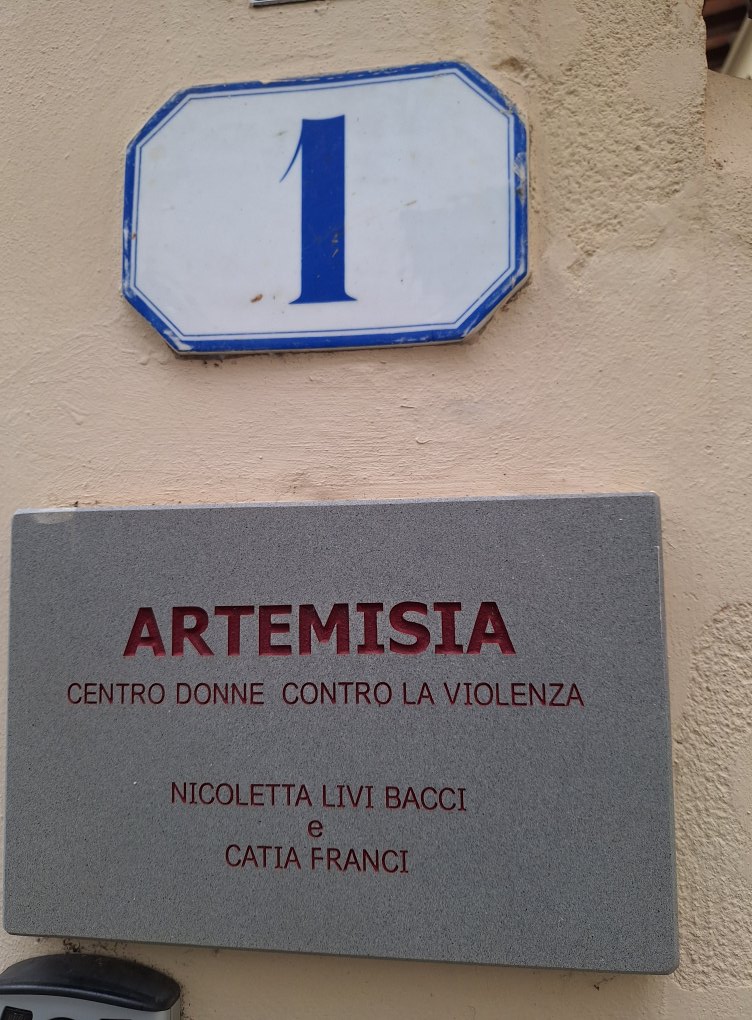 1
ARTEMISIA
CENTRO DONNE CONTRO LA VIOLENZA
NICOLETTA LIVI BACCI
e
CATIA FRANCI